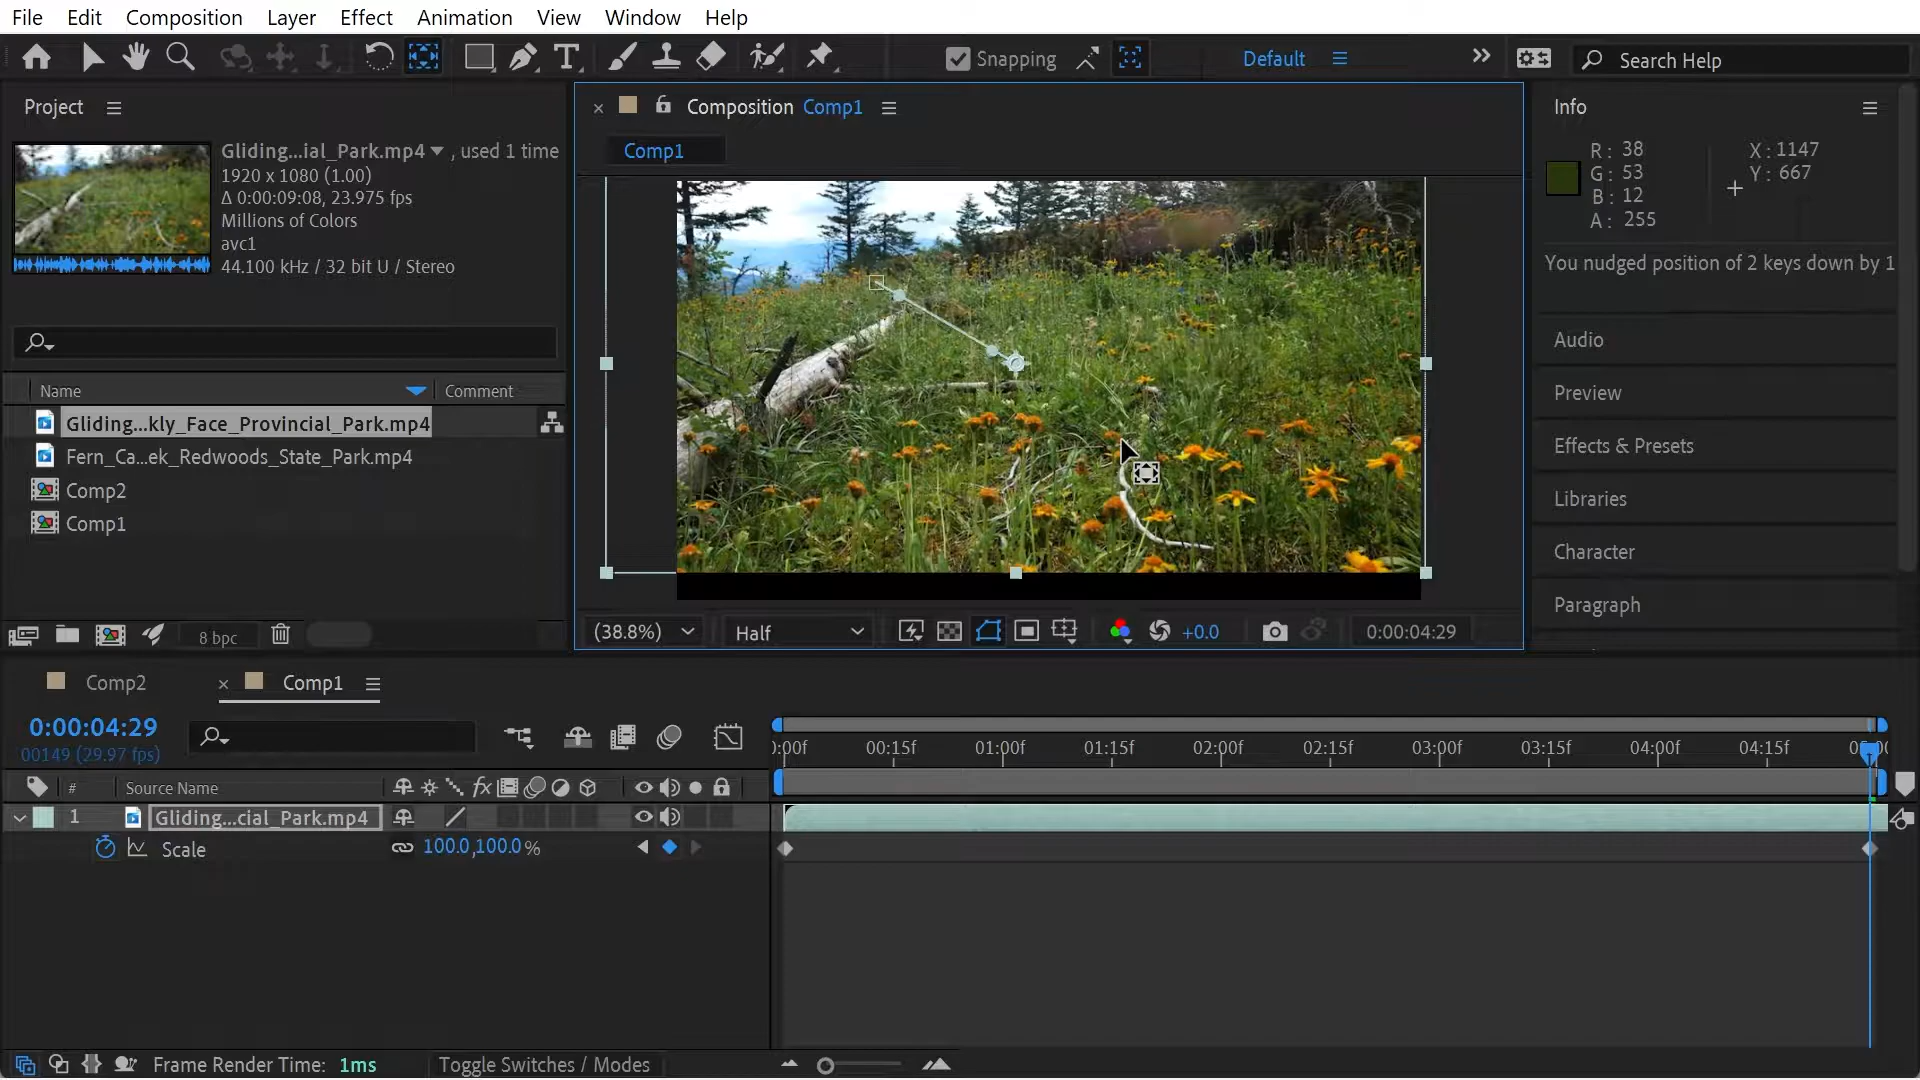 File Edit Composition Layer Effect Animation View Window Help
Snapping Default Search Help
Project
Gliding...ial_Park.mp4 , used 1 time
1920 x 1080 (1.00)
Δ 0:00:09:08, 23.975 fps
Millions of Colors
avc1
44.100 kHz / 32 bit U / Stereo
Name Comment
Gliding...kly_Face_Provincial_Park.mp4
Fern_Ca...ek_Redwoods_State_Park.mp4
Comp2
Comp1
8 bpc
Composition Comp1
Comp1
(38.8%) Half +0.0 0:00:04:29
Info
R: 38 X: 1147
G: 53 Y: 667
B: 12
A: 255
You nudged position of 2 keys down by 1
Audio
Preview
Effects & Presets
Libraries
Character
Paragraph
Comp2 Comp1
0:00:04:29
00149 (29.97 fps)
):00f 00:15f 01:00f 01:15f 02:00f 02:15f 03:00f 03:15f 04:00f 04:15f
# Source Name fx
1 Gliding...cial_Park.mp4
Scale 100.0,100.0 %
Frame Render Time: 1ms Toggle Switches / Modes